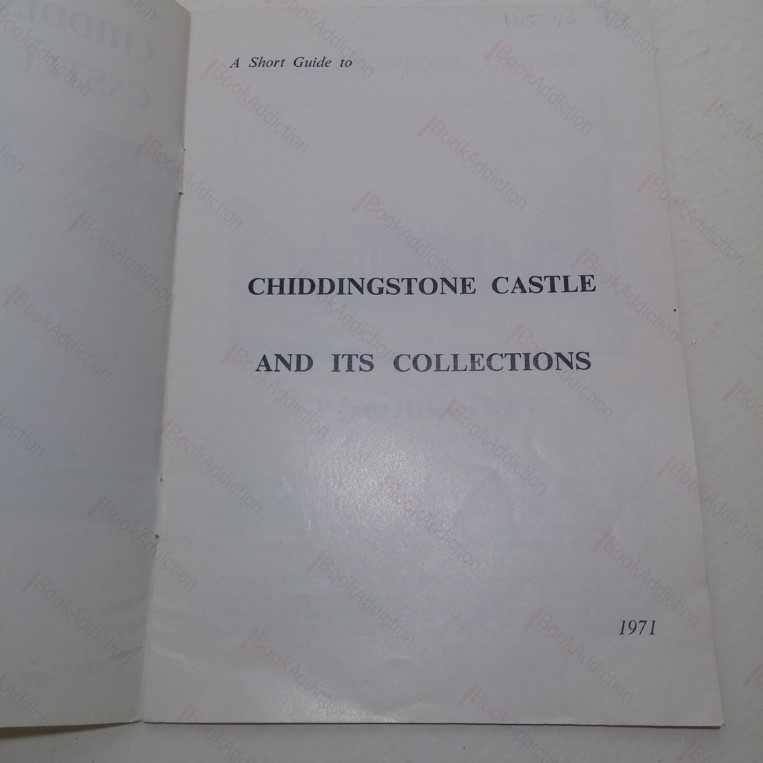 A Short Guide to
CHIDDINGSTONE CASTLE
AND ITS COLLECTIONS
1971